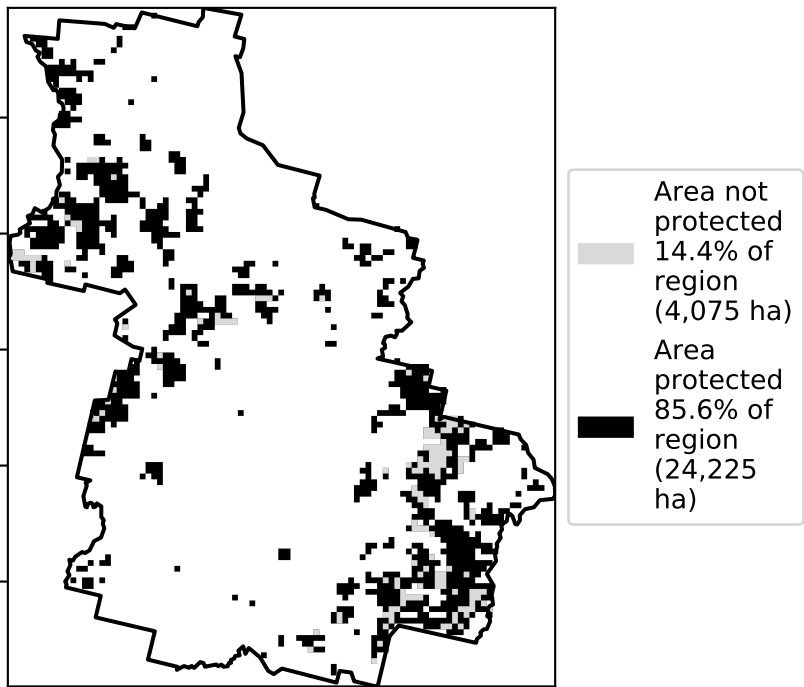 Area not
protected
14.4% of
region
(4,075 ha)
Area
protected
85.6% of
region
(24,225
ha)